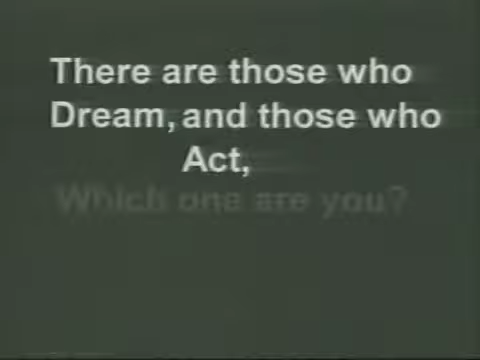 There are those who
Dream, and those who
Act,
Which one are you?